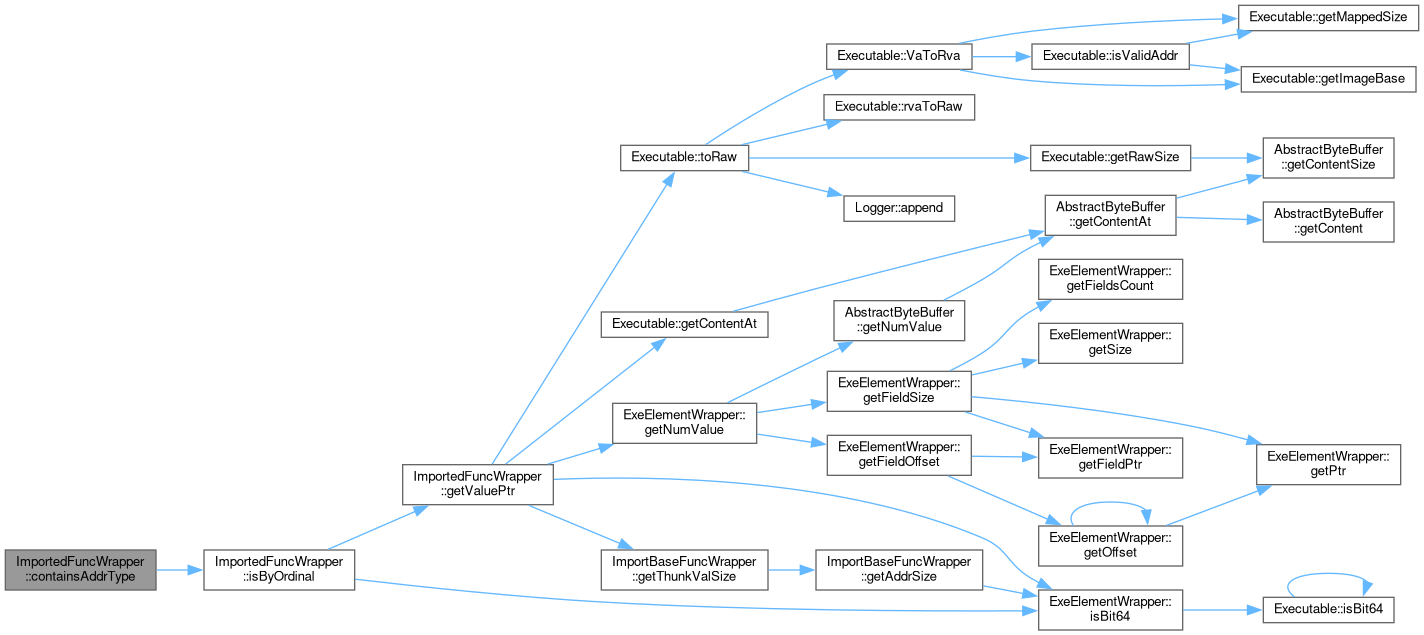 ImportedFuncWrapper
::containsAddrType
ImportedFuncWrapper
::isByOrdinal
ImportedFuncWrapper
::getValuePtr
Executable::toRaw
Executable::getContentAt
ExeElementWrapper::
getNumValue
ImportBaseFuncWrapper
::getThunkValSize
Executable::VaToRva
Executable::rvaToRaw
Logger::append
AbstractByteBuffer
::getNumValue
ExeElementWrapper::
getFieldSize
ExeElementWrapper::
getFieldOffset
ImportBaseFuncWrapper
::getAddrSize
Executable::isValidAddr
Executable::getRawSize
AbstractByteBuffer
::getContentAt
ExeElementWrapper::
getFieldsCount
ExeElementWrapper::
getSize
ExeElementWrapper::
getFieldPtr
ExeElementWrapper::
getOffset
ExeElementWrapper::
isBit64
Executable::getMappedSize
Executable::getImageBase
AbstractByteBuffer
::getContentSize
AbstractByteBuffer
::getContent
ExeElementWrapper::
getPtr
Executable::isBit64